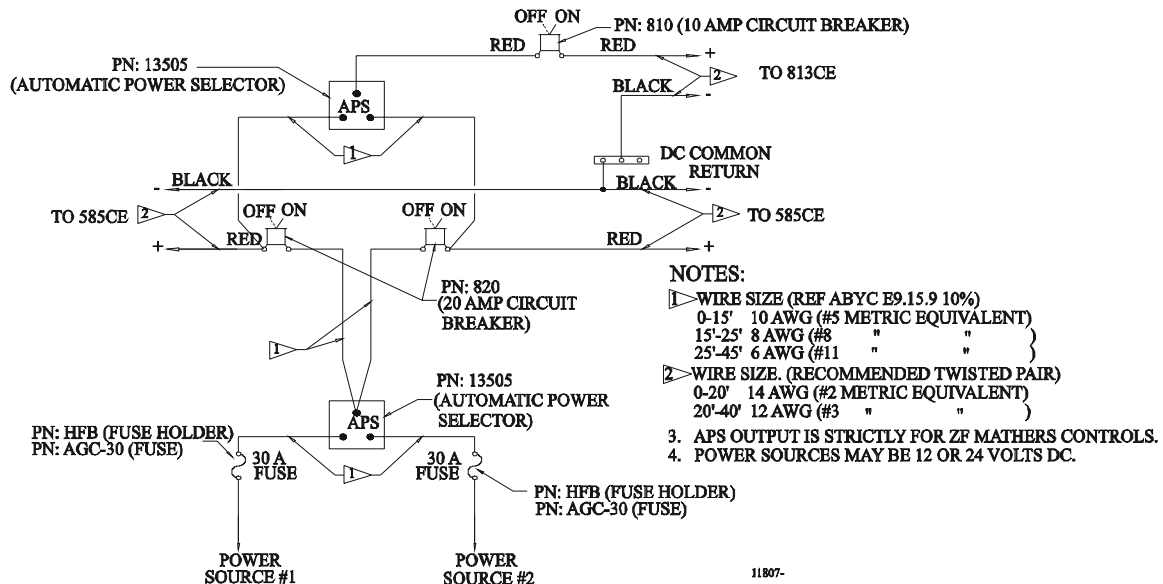 OFF ON
PN: 810 (10 AMP CIRCUIT BREAKER)
RED RED +
PN: 13505
(AUTOMATIC POWER SELECTOR)
2 TO 813CE
BLACK -
APS
1
DC COMMON
RETURN
- BLACK BLACK -
TO 585CE 2
2 TO 585CE
OFF ON OFF ON
+ RED RED +
PN: 820
(20 AMP CIRCUIT
BREAKER)
1
NOTES:
1 WIRE SIZE (REF ABYC E9.15.9 10%)
0-15' 10 AWG (#5 METRIC EQUIVALENT)
15'-25' 8 AWG (#8 " " )
25'-45' 6 AWG (#11 " " )
2 WIRE SIZE. (RECOMMENDED TWISTED PAIR)
0-20' 14 AWG (#2 METRIC EQUIVALENT)
20'-40' 12 AWG (#3 " " )
3. APS OUTPUT IS STRICTLY FOR ZF MATHERS CONTROLS.
4. POWER SOURCES MAY BE 12 OR 24 VOLTS DC.
PN: 13505
(AUTOMATIC POWER
SELECTOR)
APS
PN: HFB (FUSE HOLDER)
PN: AGC-30 (FUSE)
30 A
FUSE
1
30 A
FUSE
PN: HFB (FUSE HOLDER)
PN: AGC-30 (FUSE)
POWER
SOURCE #1
POWER
SOURCE #2
11807-